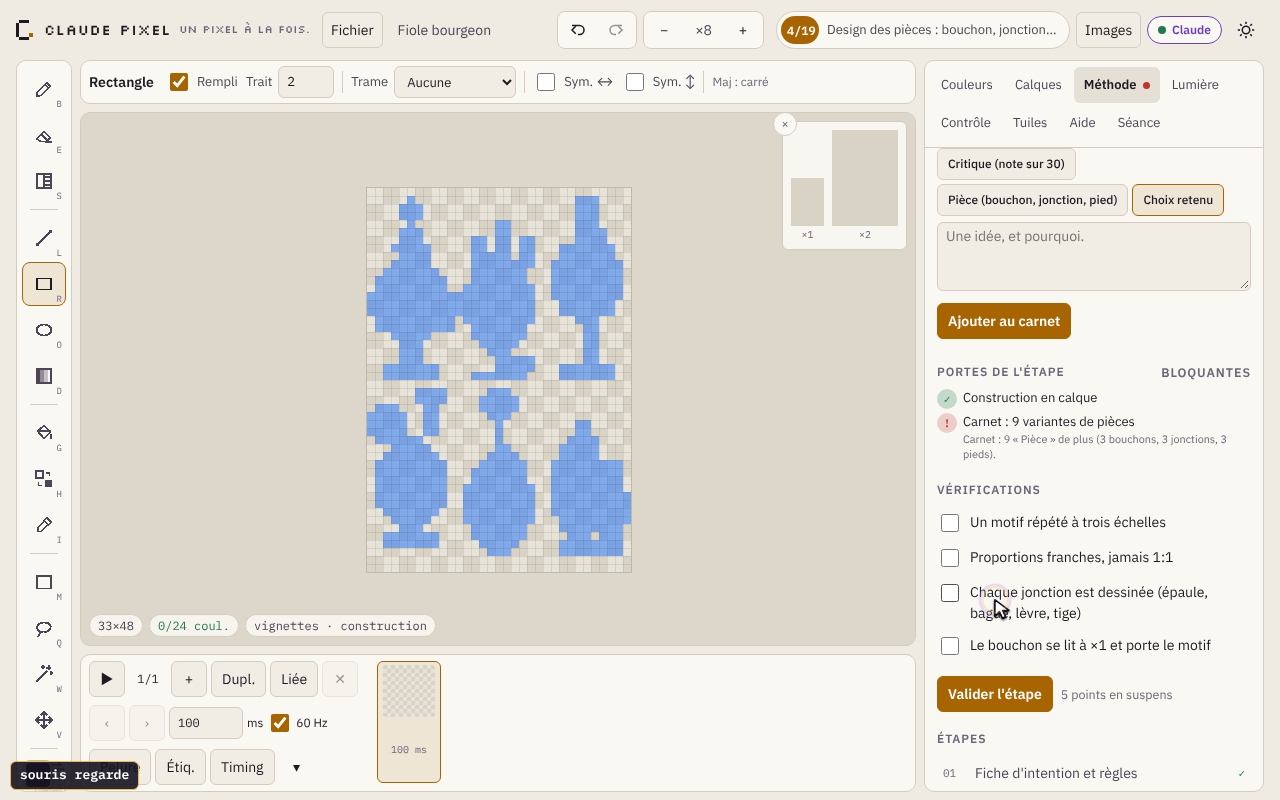 CLAUDE PIXEL UN PIXEL À LA FOIS. Fichier Fiole bourgeon − ×8 + 4/19 Design des pièces : bouchon, jonction… Images Claude
Rectangle Rempli Trait 2 Trame Aucune Sym. ↔ Sym. ↕ Maj : carré
B
E
S
L
R
O
D
G
H
I
M
Q
W
V
×
×1 ×2
33×48 0/24 coul. vignettes · construction
1/1 + Dupl. Liée ×
‹ › 100 ms 60 Hz
100 ms
Étiq. Timing ▼
souris regarde
Couleurs Calques Méthode Lumière
Contrôle Tuiles Aide Séance
Critique (note sur 30)
Pièce (bouchon, jonction, pied) Choix retenu
Une idée, et pourquoi.
Ajouter au carnet
PORTES DE L'ÉTAPE BLOQUANTES
✓ Construction en calque
! Carnet : 9 variantes de pièces
Carnet : 9 « Pièce » de plus (3 bouchons, 3 jonctions, 3
pieds).
VÉRIFICATIONS
Un motif répété à trois échelles
Proportions franches, jamais 1:1
Chaque jonction est dessinée (épaule,
bague, lèvre, tige)
Le bouchon se lit à ×1 et porte le motif
Valider l'étape 5 points en suspens
ÉTAPES
01 Fiche d'intention et règles ✓